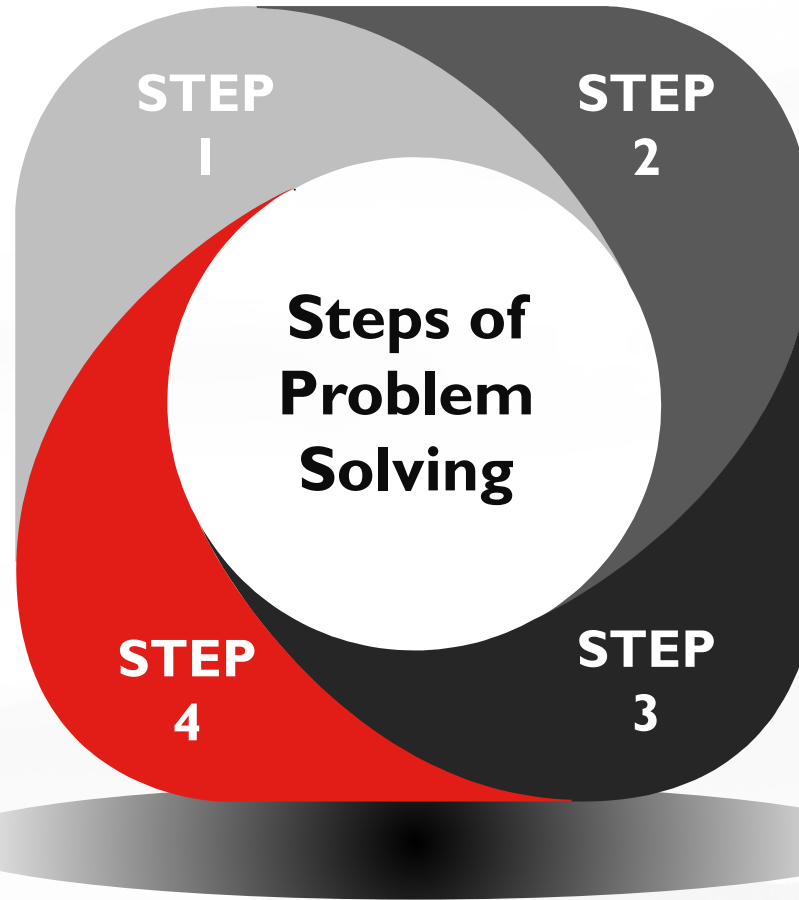 STEP
1
STEP
2
Steps of
Problem
Solving
STEP
4
STEP
3